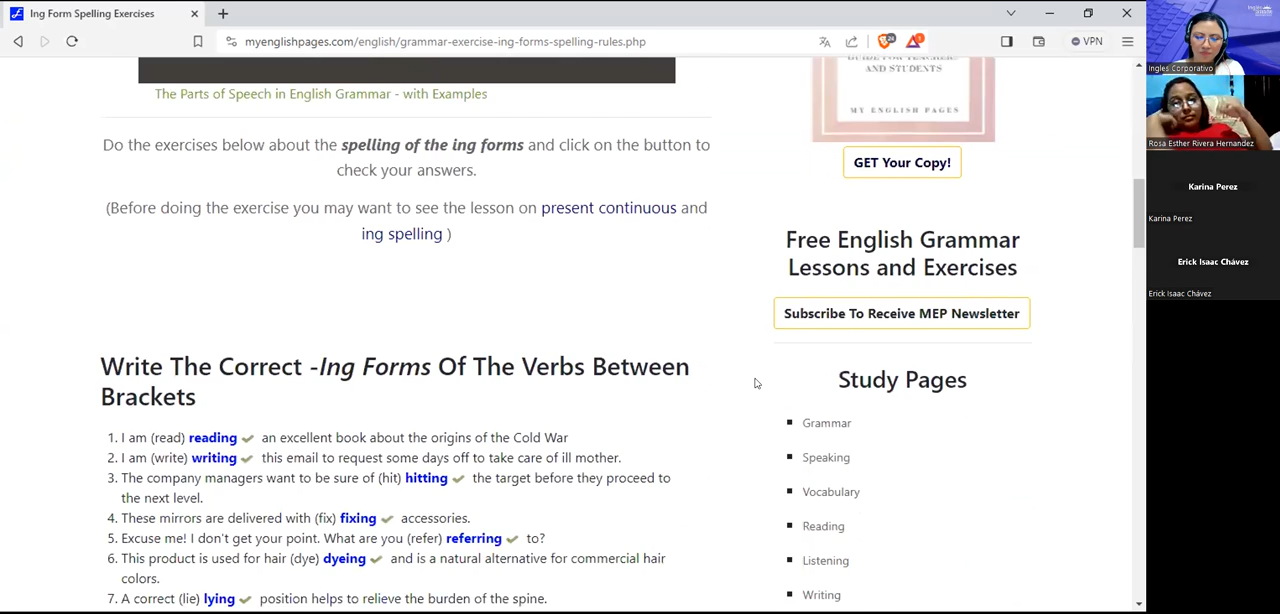 Ing Form Spelling Exercises
myenglishpages.com/english/grammar-exercise-ing-forms-spelling-rules.php
VPN
The Parts of Speech in English Grammar - with Examples
Do the exercises below about the spelling of the ing forms and click on the button to
check your answers.
(Before doing the exercise you may want to see the lesson on present continuous and
ing spelling )
Write The Correct -Ing Forms Of The Verbs Between
Brackets
1. I am (read) reading an excellent book about the origins of the Cold War
2. I am (write) writing this email to request some days off to take care of ill mother.
3. The company managers want to be sure of (hit) hitting the target before they proceed to
the next level.
4. These mirrors are delivered with (fix) fixing accessories.
5. Excuse me! I don't get your point. What are you (refer) referring to?
6. This product is used for hair (dye) dyeing and is a natural alternative for commercial hair
colors.
7. A correct (lie) lying position helps to relieve the burden of the spine.
GUIDE FOR TEACHERS
AND STUDENTS
MY ENGLISH PAGES
GET Your Copy!
Free English Grammar
Lessons and Exercises
Subscribe To Receive MEP Newsletter
Study Pages
Grammar
Speaking
Vocabulary
Reading
Listening
Writing
Ingles Corporativo
Rosa Esther Rivera Hernandez
Karina Perez
Karina Perez
Erick Isaac Chávez
Erick Isaac Chávez